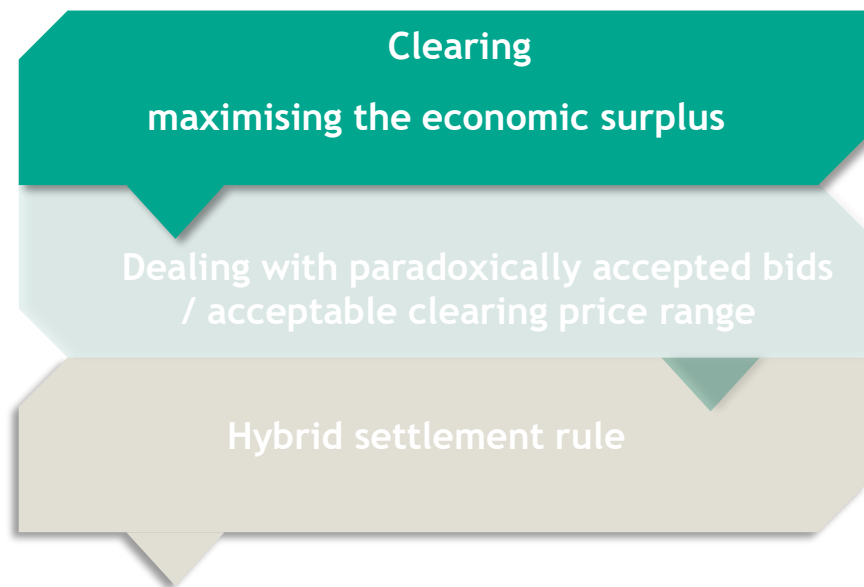 Clearing
maximising the economic surplus
Dealing with paradoxically accepted bids
/ acceptable clearing price range
Hybrid settlement rule